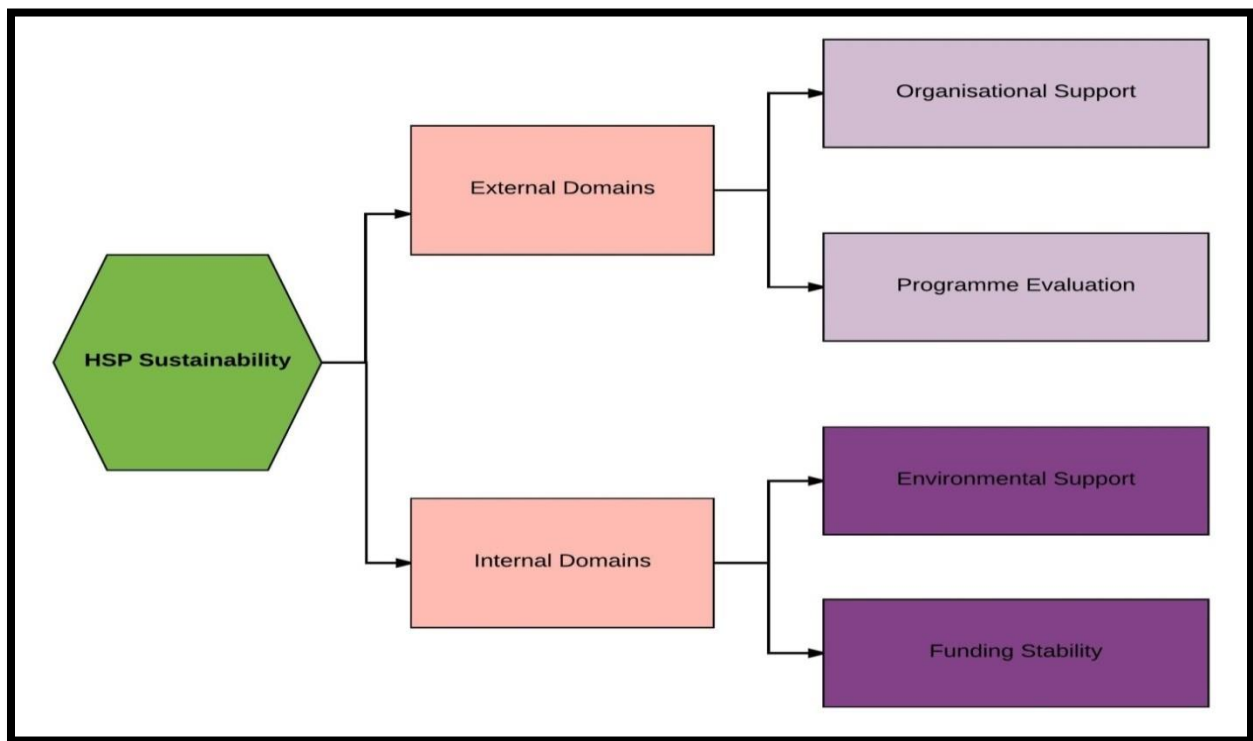 Organisational Support
External Domains
Programme Evaluation
HSP Sustainability
Environmental Support
Internal Domains
Funding Stability